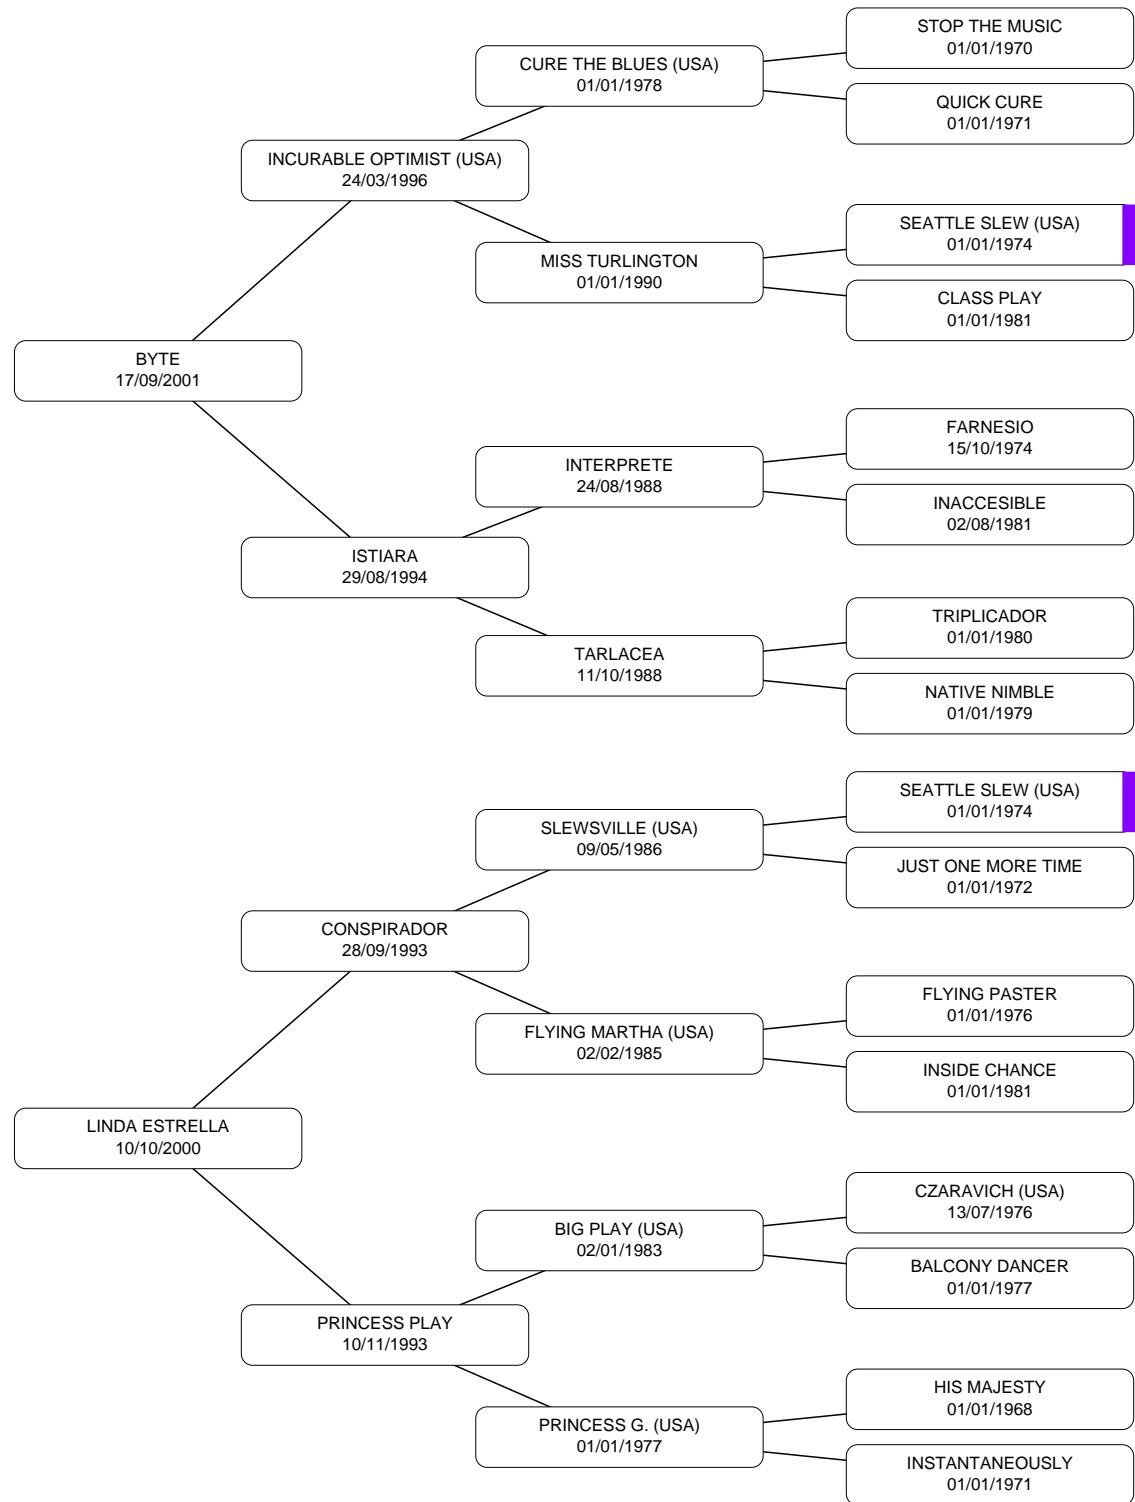 STOP THE MUSIC
01/01/1970
CURE THE BLUES (USA)
01/01/1978
QUICK CURE
01/01/1971
INCURABLE OPTIMIST (USA)
24/03/1996
SEATTLE SLEW (USA)
01/01/1974
MISS TURLINGTON
01/01/1990
CLASS PLAY
01/01/1981
BYTE
17/09/2001
FARNESIO
15/10/1974
INTERPRETE
24/08/1988
INACCESIBLE
02/08/1981
ISTIARA
29/08/1994
TRIPLICADOR
01/01/1980
TARLACEA
11/10/1988
NATIVE NIMBLE
01/01/1979
SEATTLE SLEW (USA)
01/01/1974
SLEWSVILLE (USA)
09/05/1986
JUST ONE MORE TIME
01/01/1972
CONSPIRADOR
28/09/1993
FLYING PASTER
01/01/1976
FLYING MARTHA (USA)
02/02/1985
INSIDE CHANCE
01/01/1981
LINDA ESTRELLA
10/10/2000
CZARAVICH (USA)
13/07/1976
BIG PLAY (USA)
02/01/1983
BALCONY DANCER
01/01/1977
PRINCESS PLAY
10/11/1993
HIS MAJESTY
01/01/1968
PRINCESS G. (USA)
01/01/1977
INSTANTANEOUSLY
01/01/1971